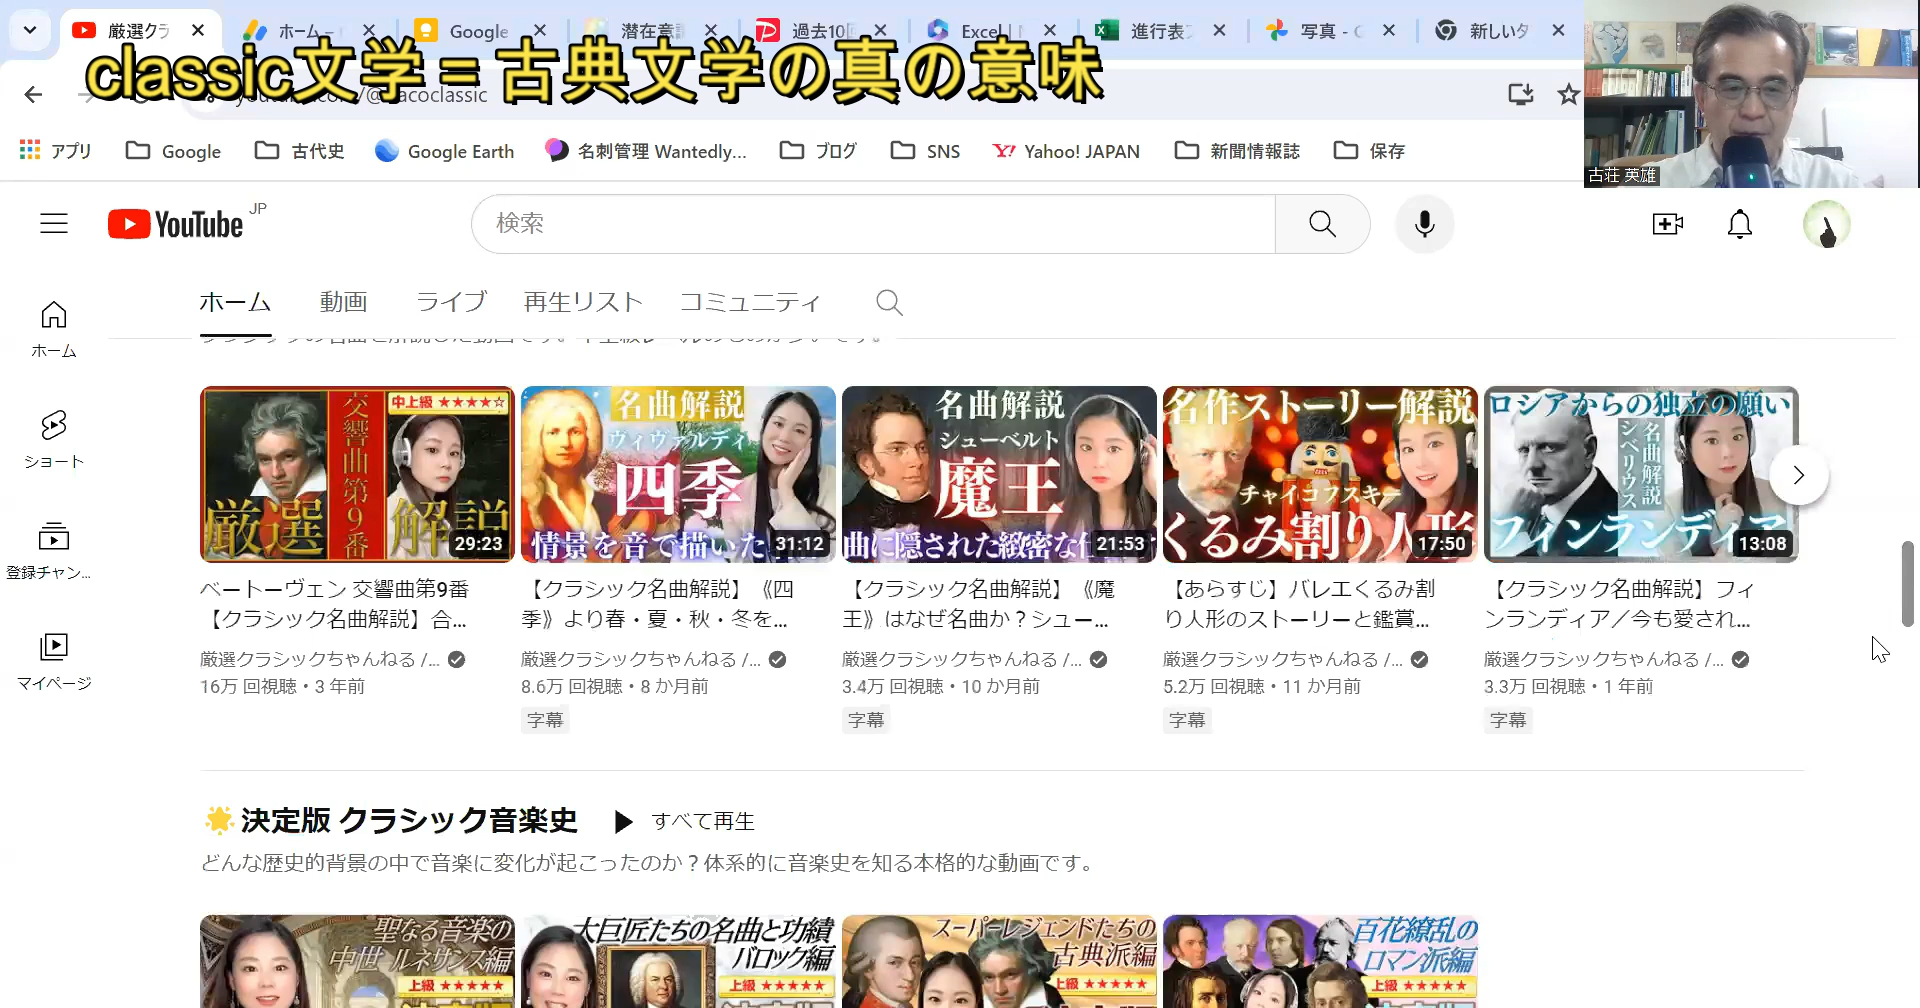 厳選クラ
ホーム –
Google
潜在意識
過去10回
Excel | M
進行表
写真 - G
新しいタ
classic文学=古典文学の真の意味
アプリ
Google
古代史
Google Earth
名刺管理 Wantedly...
ブログ
SNS
Yahoo! JAPAN
新聞情報誌
保存
古荘 英雄
YouTube JP
検索
ホーム
動画
ライブ
再生リスト
コミュニティ
ホーム
ショート
登録チャン...
マイページ
中上級 ★★★★☆
交響曲第9番
厳選
解説
29:23
名曲解説
ヴィヴァルディ
四季
情景を音で描いた
31:12
名曲解説
シューベルト
魔王
曲に隠された緻密な仕
21:53
名作ストーリー解説
チャイコフスキー
くるみ割り人形
17:50
ロシアからの独立の願い
名曲解説
シベリウス
フィンランディア
13:08
ベートーヴェン 交響曲第9番
【クラシック名曲解説】合...
厳選クラシックちゃんねる /...
16万 回視聴・3 年前
【クラシック名曲解説】《四
季》より春・夏・秋・冬を...
厳選クラシックちゃんねる /...
8.6万 回視聴・8 か月前
字幕
【クラシック名曲解説】《魔
王》はなぜ名曲か？シュー...
厳選クラシックちゃんねる /...
3.4万 回視聴・10 か月前
字幕
【あらすじ】バレエくるみ割
り人形のストーリーと鑑賞...
厳選クラシックちゃんねる /...
5.2万 回視聴・11 か月前
字幕
【クラシック名曲解説】フィ
ンランディア／今も愛され...
厳選クラシックちゃんねる /...
3.3万 回視聴・1 年前
字幕
🌟決定版 クラシック音楽史
▶ すべて再生
どんな歴史的背景の中で音楽に変化が起こったのか？体系的に音楽史を知る本格的な動画です。
聖なる音楽の
中世 ルネサンス編
上級 ★★★★★
大巨匠たちの名曲と功績
バロック編
上級 ★★★★★
スーパーレジェンドたちの
古典派編
上級 ★★★★★
百花繚乱の
ロマン派編
上級 ★★★★★